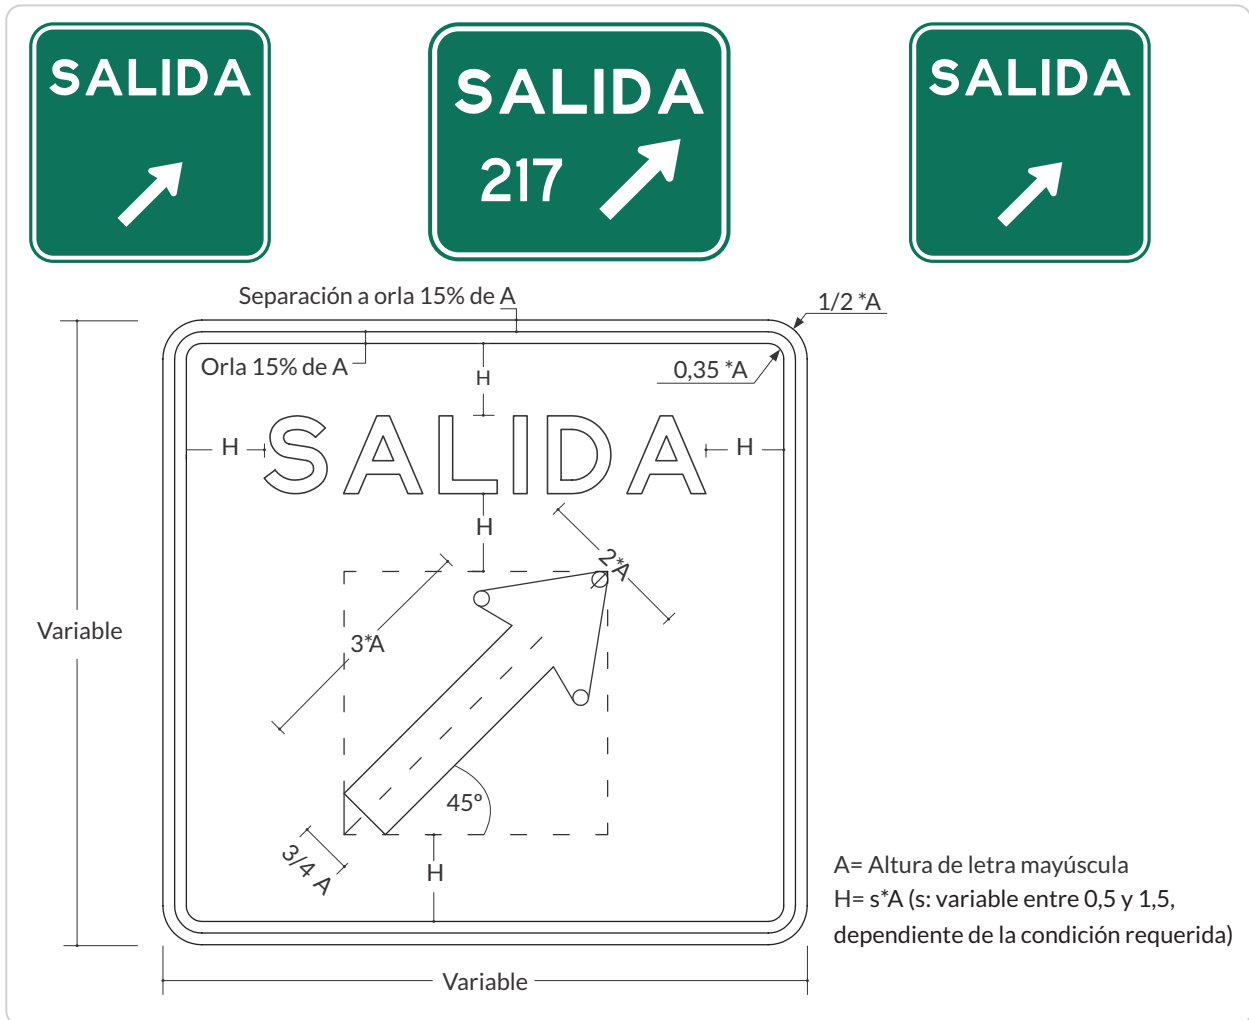 SALIDA
SALIDA
217
SALIDA
Separación a orla 15% de A
1/2 *A
Orla 15% de A
H
0,35 *A
H
H
SALIDA
H
2*A
Variable
3*A
45º
3/4 A
H
A= Altura de letra mayúscula
H= s*A (s: variable entre 0,5 y 1,5,
dependiente de la condición requerida)
Variable